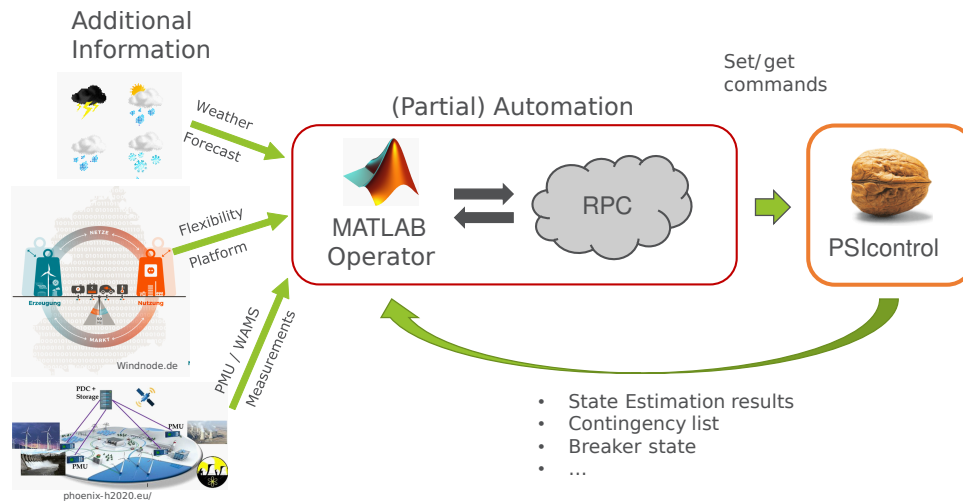 Additional
Information
Weather
Forecast
Flexibility
Platform
NETZE
Erzeugung
Nutzung
MARKT
Windnode.de
PMU / WAMS
Measurements
PDC +
Storage
PMU
PMU
phoenix-h2020.eu/
(Partial) Automation
MATLAB
Operator
RPC
Set/get
commands
PSIcontrol
• State Estimation results
• Contingency list
• Breaker state
• ...